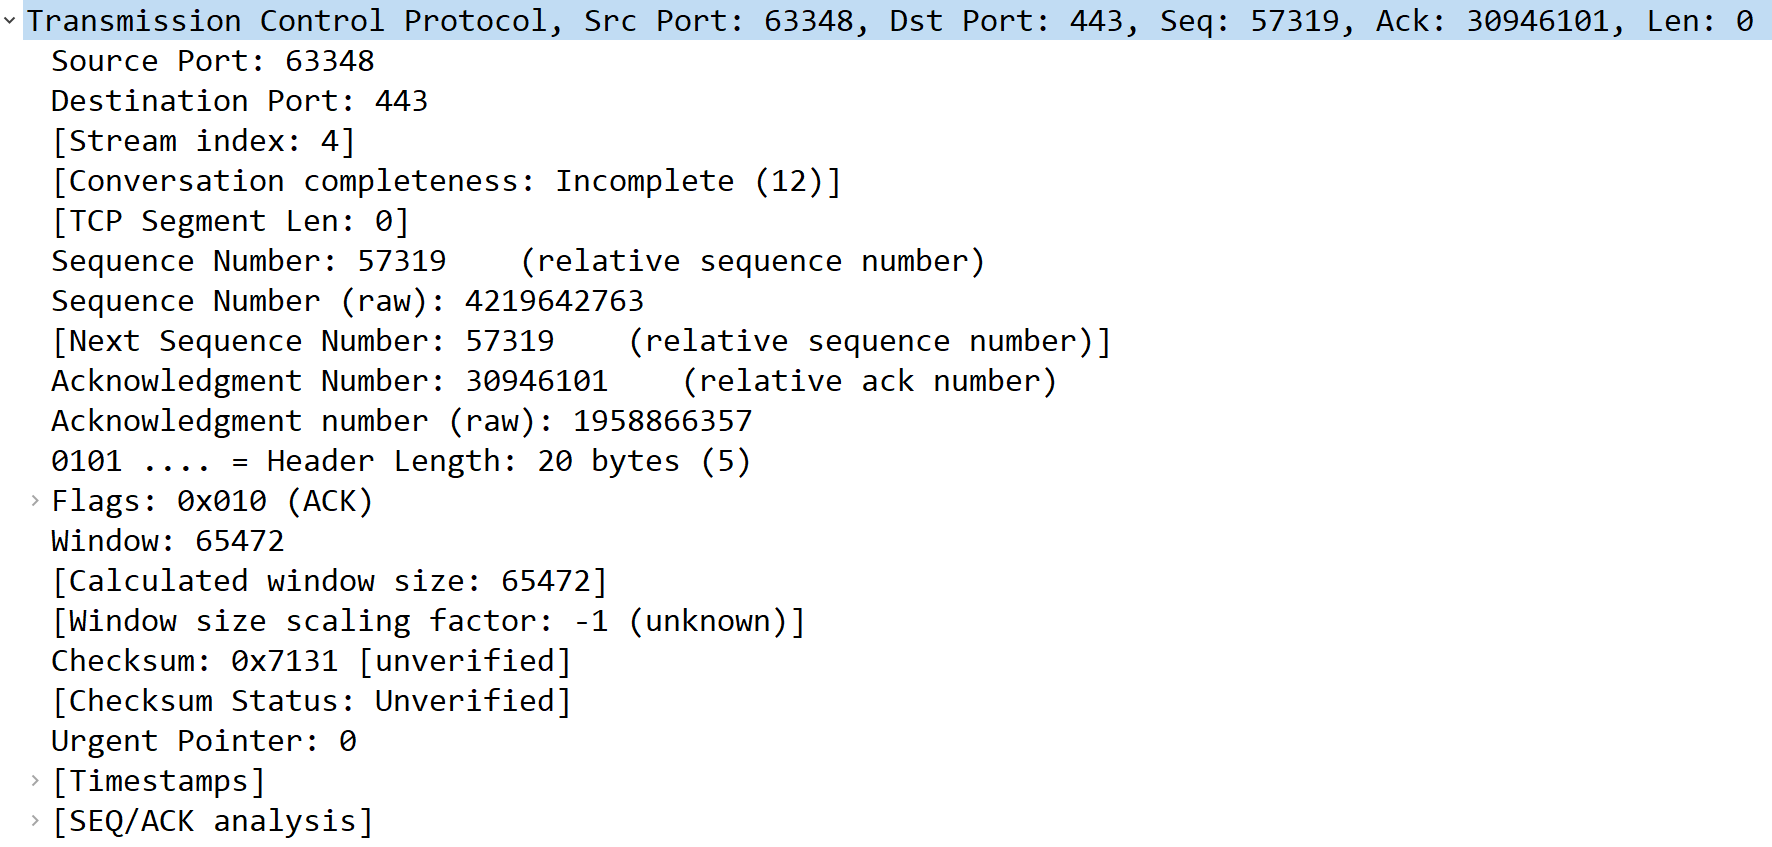 Transmission Control Protocol, Src Port: 63348, Dst Port: 443, Seq: 57319, Ack: 30946101, Len: 0
Source Port: 63348
Destination Port: 443
[Stream index: 4]
[Conversation completeness: Incomplete (12)]
[TCP Segment Len: 0]
Sequence Number: 57319    (relative sequence number)
Sequence Number (raw): 4219642763
[Next Sequence Number: 57319    (relative sequence number)]
Acknowledgment Number: 30946101    (relative ack number)
Acknowledgment number (raw): 1958866357
0101 .... = Header Length: 20 bytes (5)
Flags: 0x010 (ACK)
Window: 65472
[Calculated window size: 65472]
[Window size scaling factor: -1 (unknown)]
Checksum: 0x7131 [unverified]
[Checksum Status: Unverified]
Urgent Pointer: 0
[Timestamps]
[SEQ/ACK analysis]